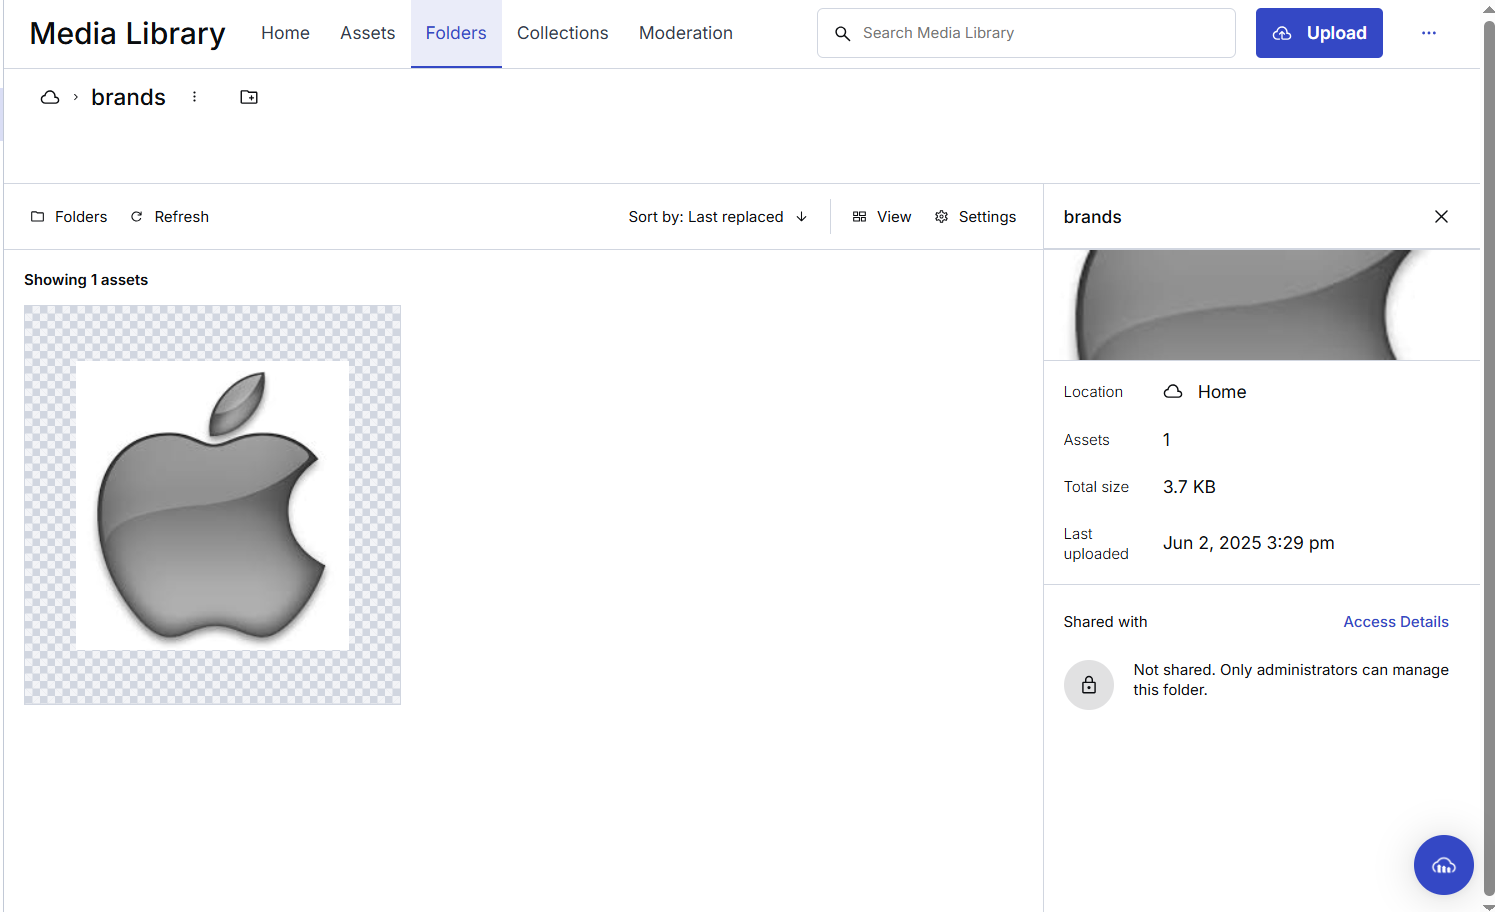 Media Library
Home
Assets
Folders
Collections
Moderation
Search Media Library
Upload
brands
Folders
Refresh
Sort by: Last replaced
View
Settings
brands
Showing 1 assets
Location
Home
Assets
1
Total size
3.7 KB
Last
uploaded
Jun 2, 2025 3:29 pm
Shared with
Access Details
Not shared. Only administrators can manage
this folder.